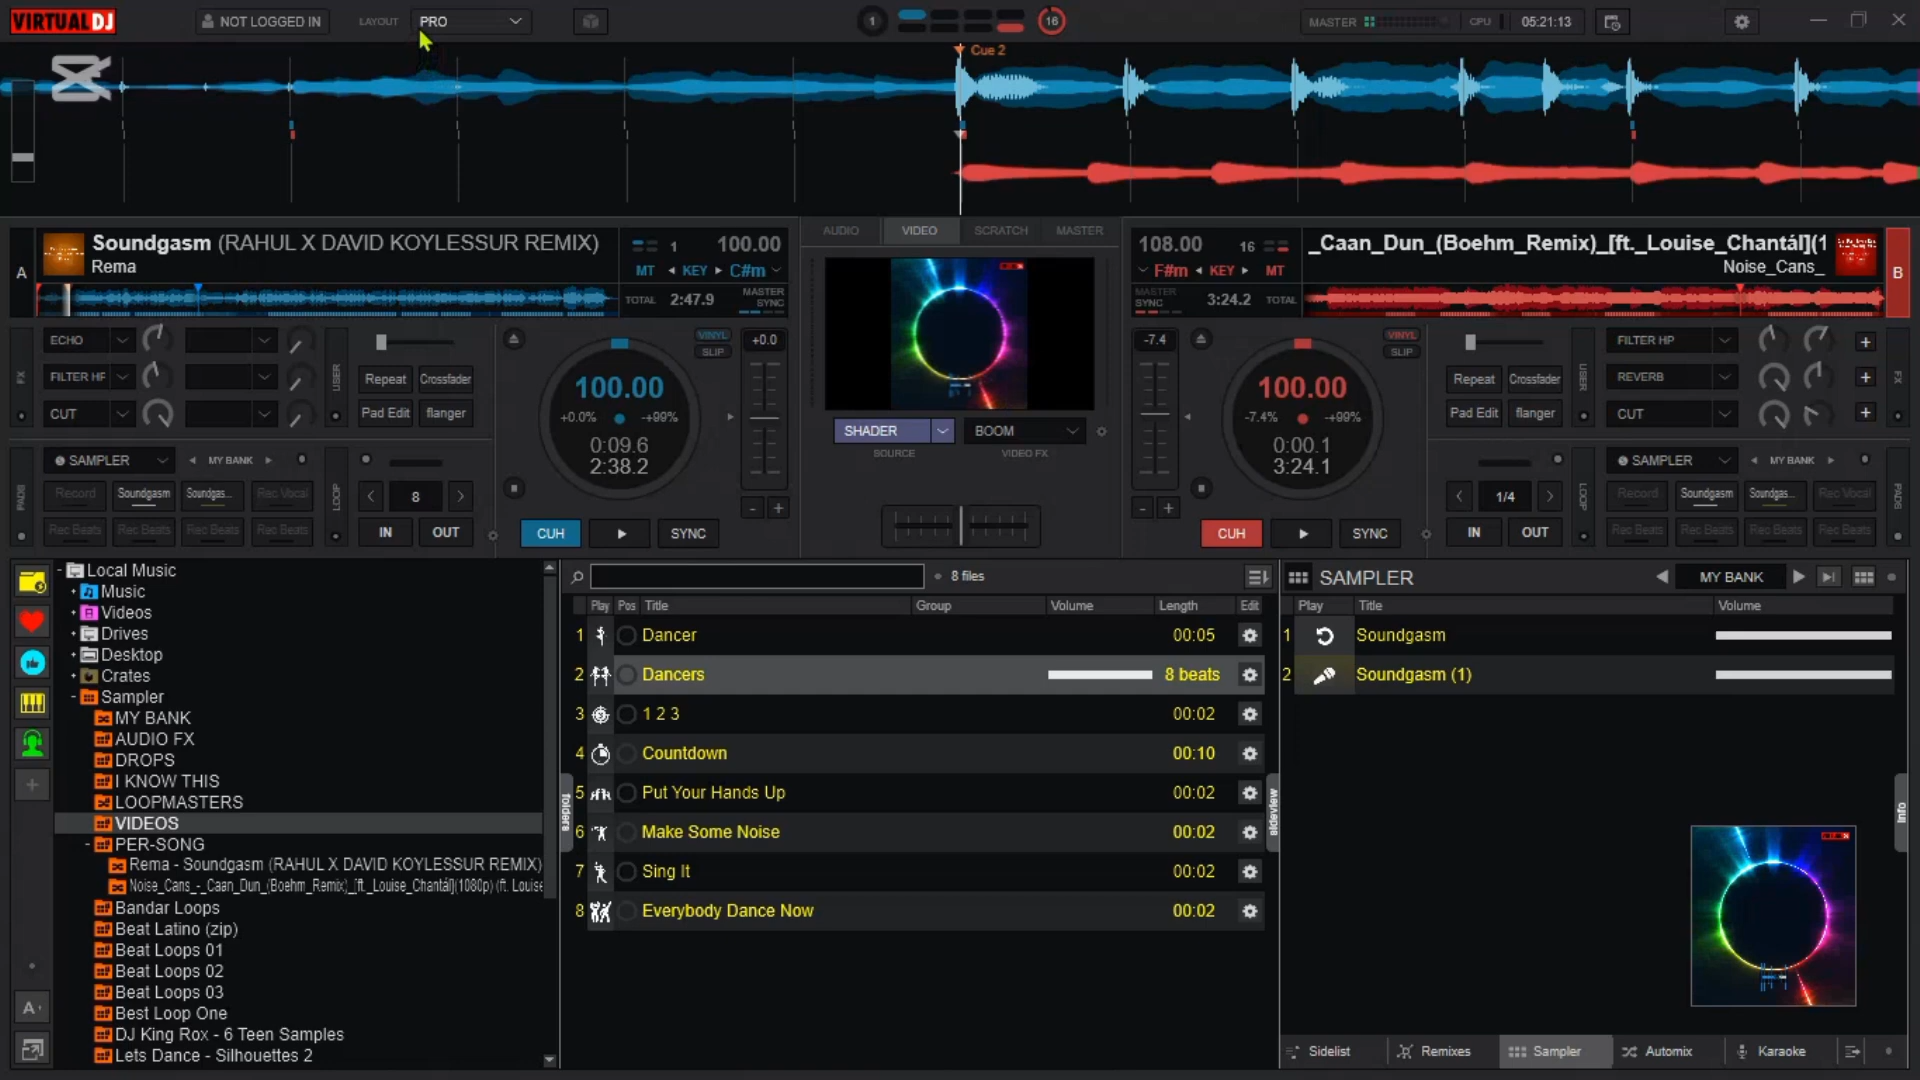 VIRTUAL DJ
NOT LOGGED IN
LAYOUT
PRO
1
16
MASTER
CPU
05:21:13
Cue 2
A
Soundgasm (RAHUL X DAVID KOYLESSUR REMIX)
Rema
1
100.00
MT
KEY
C#m
TOTAL 2:47.9
MASTER
SYNC
AUDIO
VIDEO
SCRATCH
MASTER
108.00
16
F#m
KEY
MT
MASTER
SYNC
3:24.2 TOTAL
_Caan_Dun_(Boehm_Remix)_[ft._Louise_Chantál](1
Noise_Cans_
B
FX
ECHO
FILTER HP
CUT
USER
Repeat
Crossfader
Pad Edit
flanger
VINYL
SLIP
+0.0
100.00
+0.0%
-+99%
0:09.6
2:38.2
SHADER
SOURCE
BOOM
VIDEO FX
-7.4
VINYL
SLIP
100.00
-7.4%
-+99%
0:00.1
3:24.1
Repeat
Crossfader
Pad Edit
flanger
USER
FILTER HP
REVERB
CUT
+
+
+
FX
PADS
SAMPLER
MY BANK
Record
Soundgasm
Soundgas...
Rec Vocal
Rec Beats
Rec Beats
Rec Beats
Rec Beats
LOOP
8
IN
OUT
- +
CUH
SYNC
- +
CUH
SYNC
1/4
IN
OUT
LOOP
SAMPLER
MY BANK
Record
Soundgasm
Soundgas...
Rec Vocal
Rec Beats
Rec Beats
Rec Beats
Rec Beats
PADS
Local Music
Music
Videos
Drives
Desktop
Crates
Sampler
MY BANK
AUDIO FX
DROPS
I KNOW THIS
LOOPMASTERS
VIDEOS
PER-SONG
Rema - Soundgasm (RAHUL X DAVID KOYLESSUR REMIX)
Noise_Cans_-_Caan_Dun_(Boehm_Remix)_[ft._Louise_Chantál](1080p) (ft. Louise
Bandar Loops
Beat Latino (zip)
Beat Loops 01
Beat Loops 02
Beat Loops 03
Best Loop One
DJ King Rox - 6 Teen Samples
Lets Dance - Silhouettes 2
A
folders
8 files
Play Pos Title Group Volume Length Edit
1 Dancer 00:05
2 Dancers 8 beats
3 1 2 3 00:02
4 Countdown 00:10
5 Put Your Hands Up 00:02
6 Make Some Noise 00:02
7 Sing It 00:02
8 Everybody Dance Now 00:02
sideview
SAMPLER
MY BANK
Play Title Volume
1 Soundgasm
2 Soundgasm (1)
Info
Sidelist
Remixes
Sampler
Automix
Karaoke